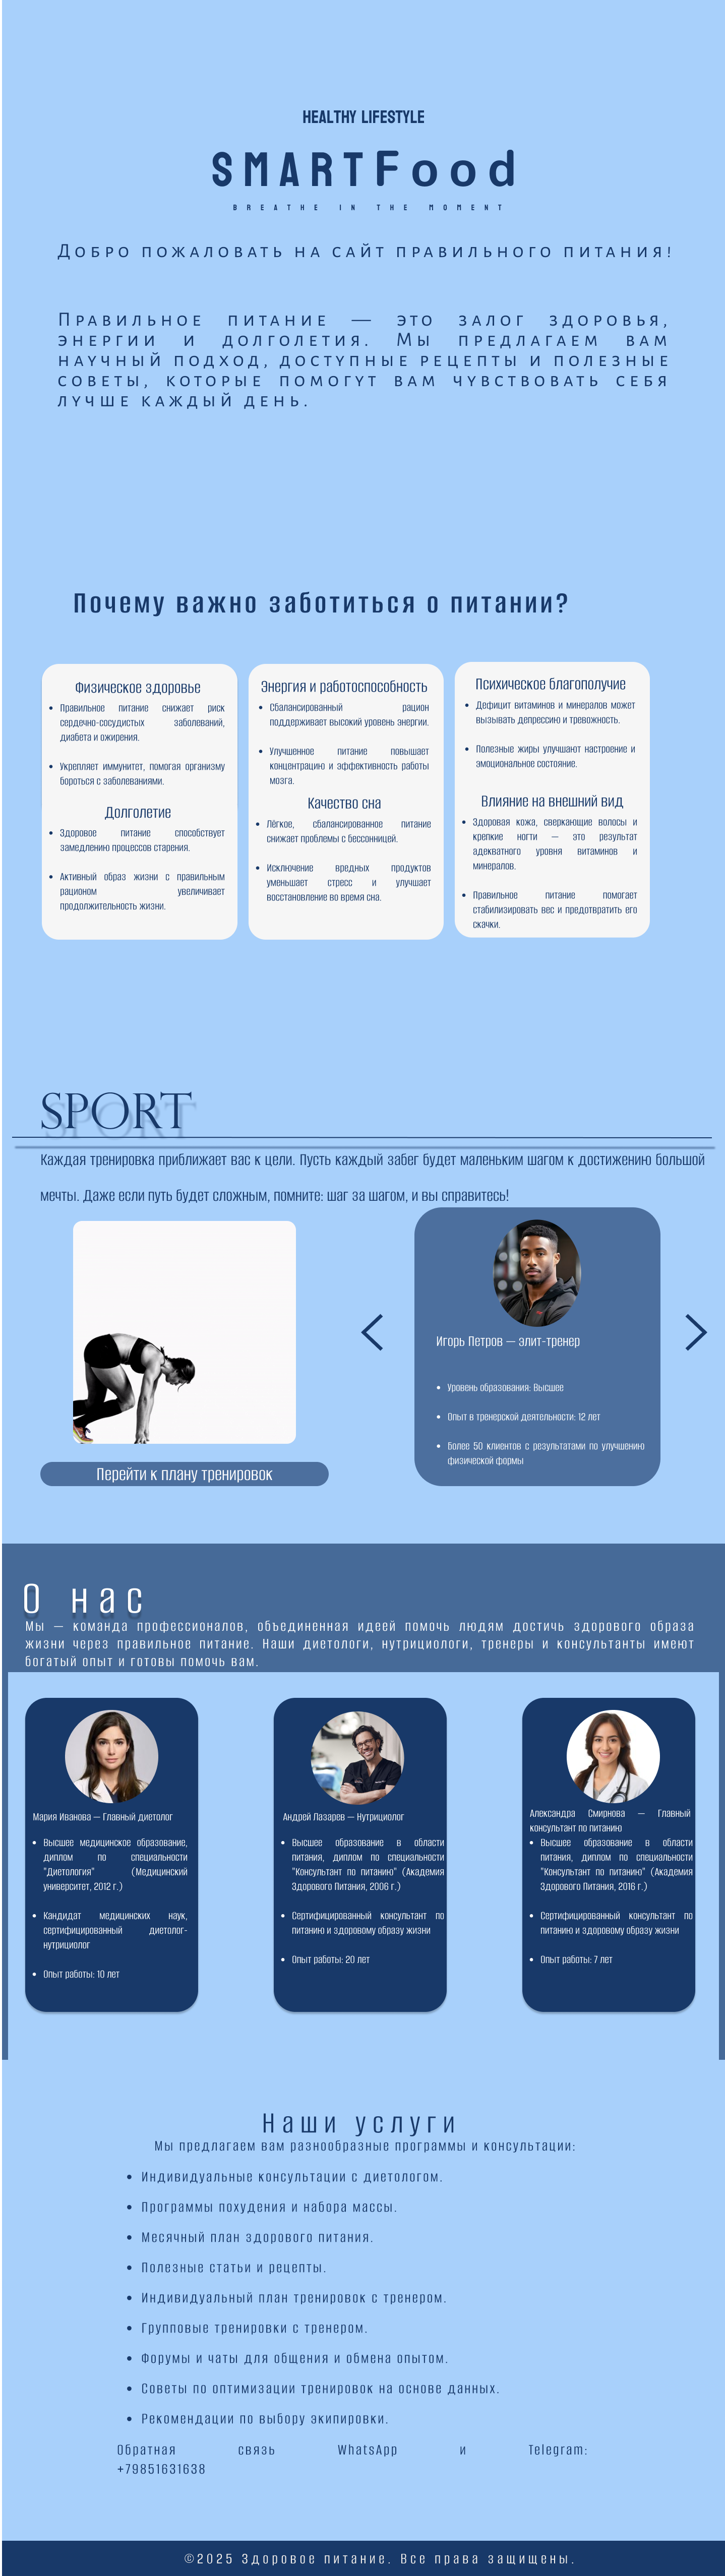 HEALTHY LIFESTYLE
SMARTFood
BREATHE IN THE MOMENT
Добро пожаловать на сайт правильного питания!
Правильное питание — это залог здоровья,
энергии и долголетия. Мы предлагаем вам
научный подход, доступные рецепты и полезные
советы, которые помогут вам чувствовать себя
лучше каждый день.
Почему важно заботиться о питании?
Физическое здоровье
• Правильное питание снижает риск
сердечно-сосудистых заболеваний,
диабета и ожирения.
• Укрепляет иммунитет, помогая организму
бороться с заболеваниями.
Долголетие
• Здоровое питание способствует
замедлению процессов старения.
• Активный образ жизни с правильным
рационом увеличивает
продолжительность жизни.
Энергия и работоспособность
• Сбалансированный рацион
поддерживает высокий уровень энергии.
• Улучшенное питание повышает
концентрацию и эффективность работы
мозга.
Качество сна
• Лёгкое, сбалансированное питание
снижает проблемы с бессонницей.
• Исключение вредных продуктов
уменьшает стресс и улучшает
восстановление во время сна.
Психическое благополучие
• Дефицит витаминов и минералов может
вызывать депрессию и тревожность.
• Полезные жиры улучшают настроение и
эмоциональное состояние.
Влияние на внешний вид
• Здоровая кожа, сверкающие волосы и
крепкие ногти — это результат
адекватного уровня витаминов и
минералов.
• Правильное питание помогает
стабилизировать вес и предотвратить его
скачки.
SPORT
Каждая тренировка приближает вас к цели. Пусть каждый забег будет маленьким шагом к достижению большой
мечты. Даже если путь будет сложным, помните: шаг за шагом, и вы справитесь!
Перейти к плану тренировок
Игорь Петров — элит-тренер
• Уровень образования: Высшее
• Опыт в тренерской деятельности: 12 лет
• Более 50 клиентов с результатами по улучшению
физической формы
О нас
Мы — команда профессионалов, объединенная идеей помочь людям достичь здорового образа
жизни через правильное питание. Наши диетологи, нутрициологи, тренеры и консультанты имеют
богатый опыт и готовы помочь вам.
Мария Иванова — Главный диетолог
• Высшее медицинское образование,
диплом по специальности
"Диетология" (Медицинский
университет, 2012 г.)
• Кандидат медицинских наук,
сертифицированный диетолог-
нутрициолог
• Опыт работы: 10 лет
Андрей Лазарев — Нутрициолог
• Высшее образование в области
питания, диплом по специальности
"Консультант по питанию" (Академия
Здорового Питания, 2006 г.)
• Сертифицированный консультант по
питанию и здоровому образу жизни
• Опыт работы: 20 лет
Александра Смирнова — Главный
консультант по питанию
• Высшее образование в области
питания, диплом по специальности
"Консультант по питанию" (Академия
Здорового Питания, 2016 г.)
• Сертифицированный консультант по
питанию и здоровому образу жизни
• Опыт работы: 7 лет
Наши услуги
Мы предлагаем вам разнообразные программы и консультации:
• Индивидуальные консультации с диетологом.
• Программы похудения и набора массы.
• Месячный план здорового питания.
• Полезные статьи и рецепты.
• Индивидуальный план тренировок с тренером.
• Групповые тренировки с тренером.
• Форумы и чаты для общения и обмена опытом.
• Советы по оптимизации тренировок на основе данных.
• Рекомендации по выбору экипировки.
Обратная связь WhatsApp и Telegram:
+79851631638
©2025 Здоровое питание. Все права защищены.